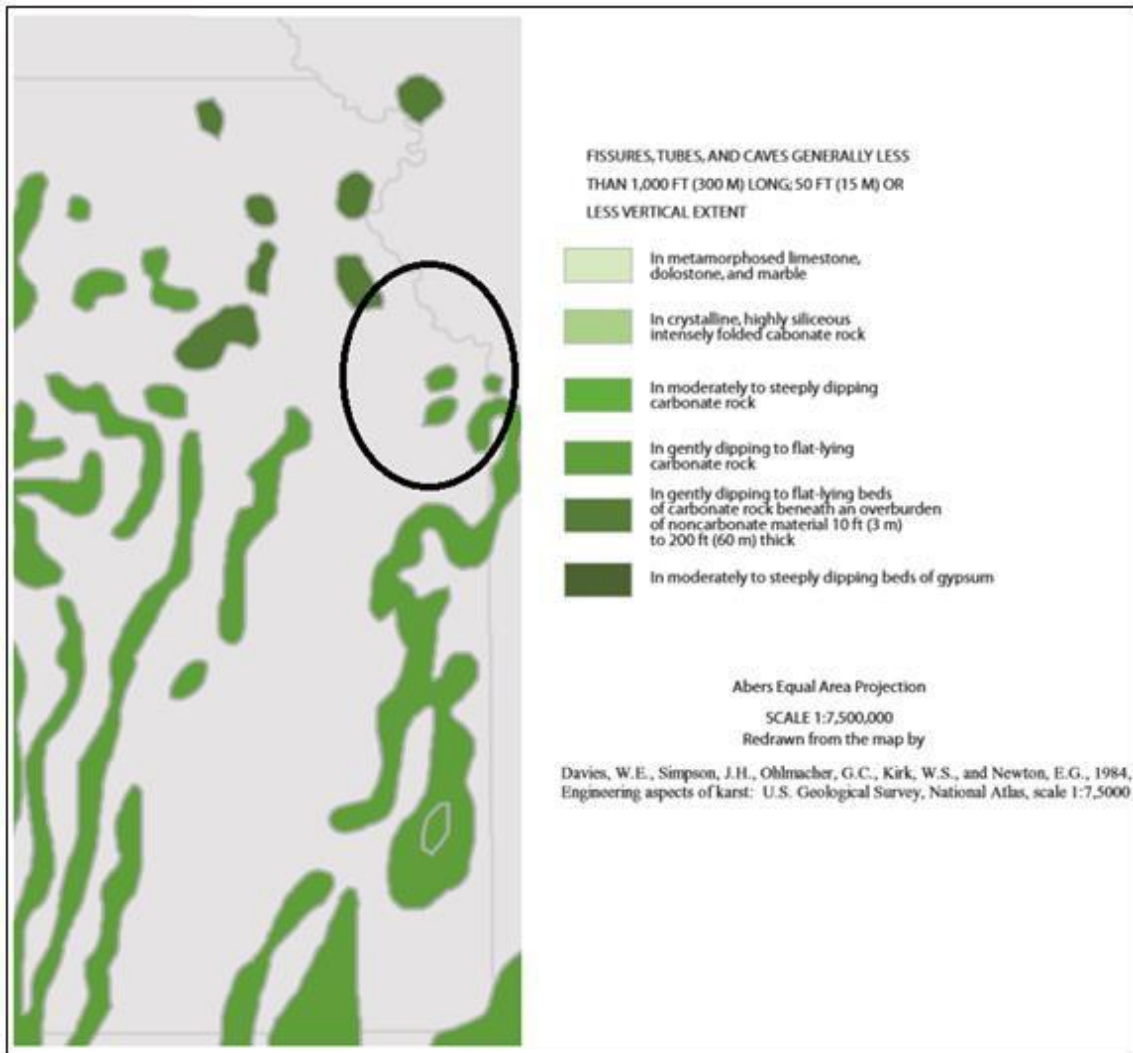 FISSURES, TUBES, AND CAVES GENERALLY LESS
THAN 1,000 FT (300 M) LONG; 50 FT (15 M) OR
LESS VERTICAL EXTENT
In metamorphosed limestone,
dolostone, and marble
In crystalline, highly siliceous
intensely folded cabonate rock
In moderately to steeply dipping
carbonate rock
In gently dipping to flat-lying
carbonate rock
In gently dipping to flat-lying beds
of carbonate rock beneath an overburden
of noncarbonate material 10 ft (3 m)
to 200 ft (60 m) thick
In moderately to steeply dipping beds of gypsum
Abers Equal Area Projection
SCALE 1:7,500,000
Redrawn from the map by
Davies, W.E., Simpson, J.H., Ohlmacher, G.C., Kirk, W.S., and Newton, E.G., 1984,
Engineering aspects of karst: U.S. Geological Survey, National Atlas, scale 1:7,5000